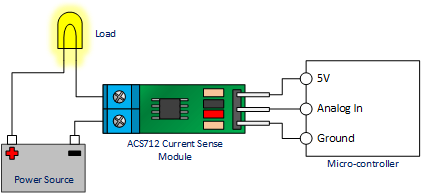 Load
5V
Analog In
Ground
ACS712 Current Sense
Module
Micro-controller
+
-
Power Source